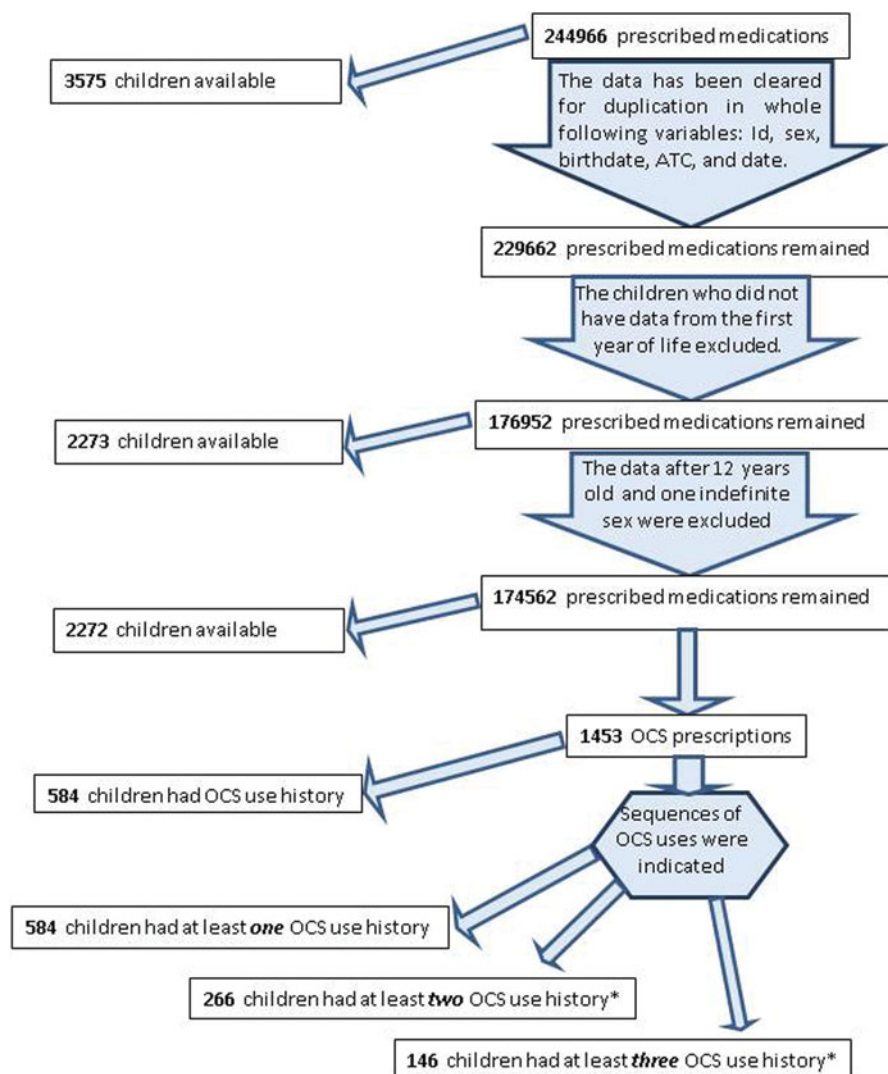 244966 prescribed medications
3575 children available
The data has been cleared
for duplication in whole
following variables: Id, sex,
birthdate, ATC, and date.
229662 prescribed medications remained
The children who did not
have data from the first
year of life excluded.
176952 prescribed medications remained
2273 children available
The data after 12 years
old and one indefinite
sex were excluded
174562 prescribed medications remained
2272 children available
1453 OCS prescriptions
584 children had OCS use history
Sequences of
OCS uses were
indicated
584 children had at least one OCS use history
266 children had at least two OCS use history*
146 children had at least three OCS use history*